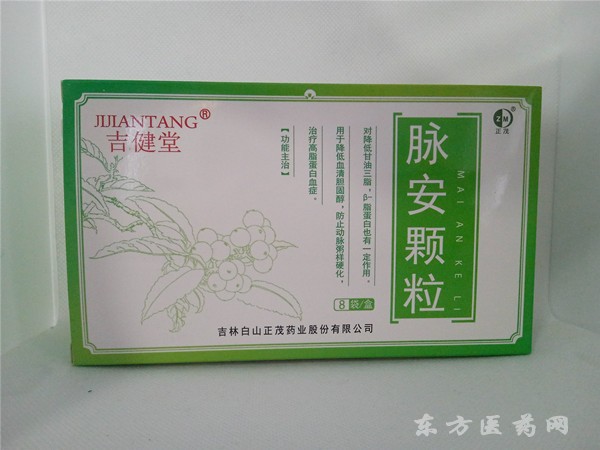 JIJIANTANG®
吉健堂
ZM
®
正茂
脉安颗粒
MAI AN KE LI
【功能主治】
治疗高脂蛋白血症。
用于降低血清胆固醇，防止动脉粥样硬化，
对降低甘油三脂，β-脂蛋白也有一定作用。
8袋/盒
吉林白山正茂药业股份有限公司
东方医药网